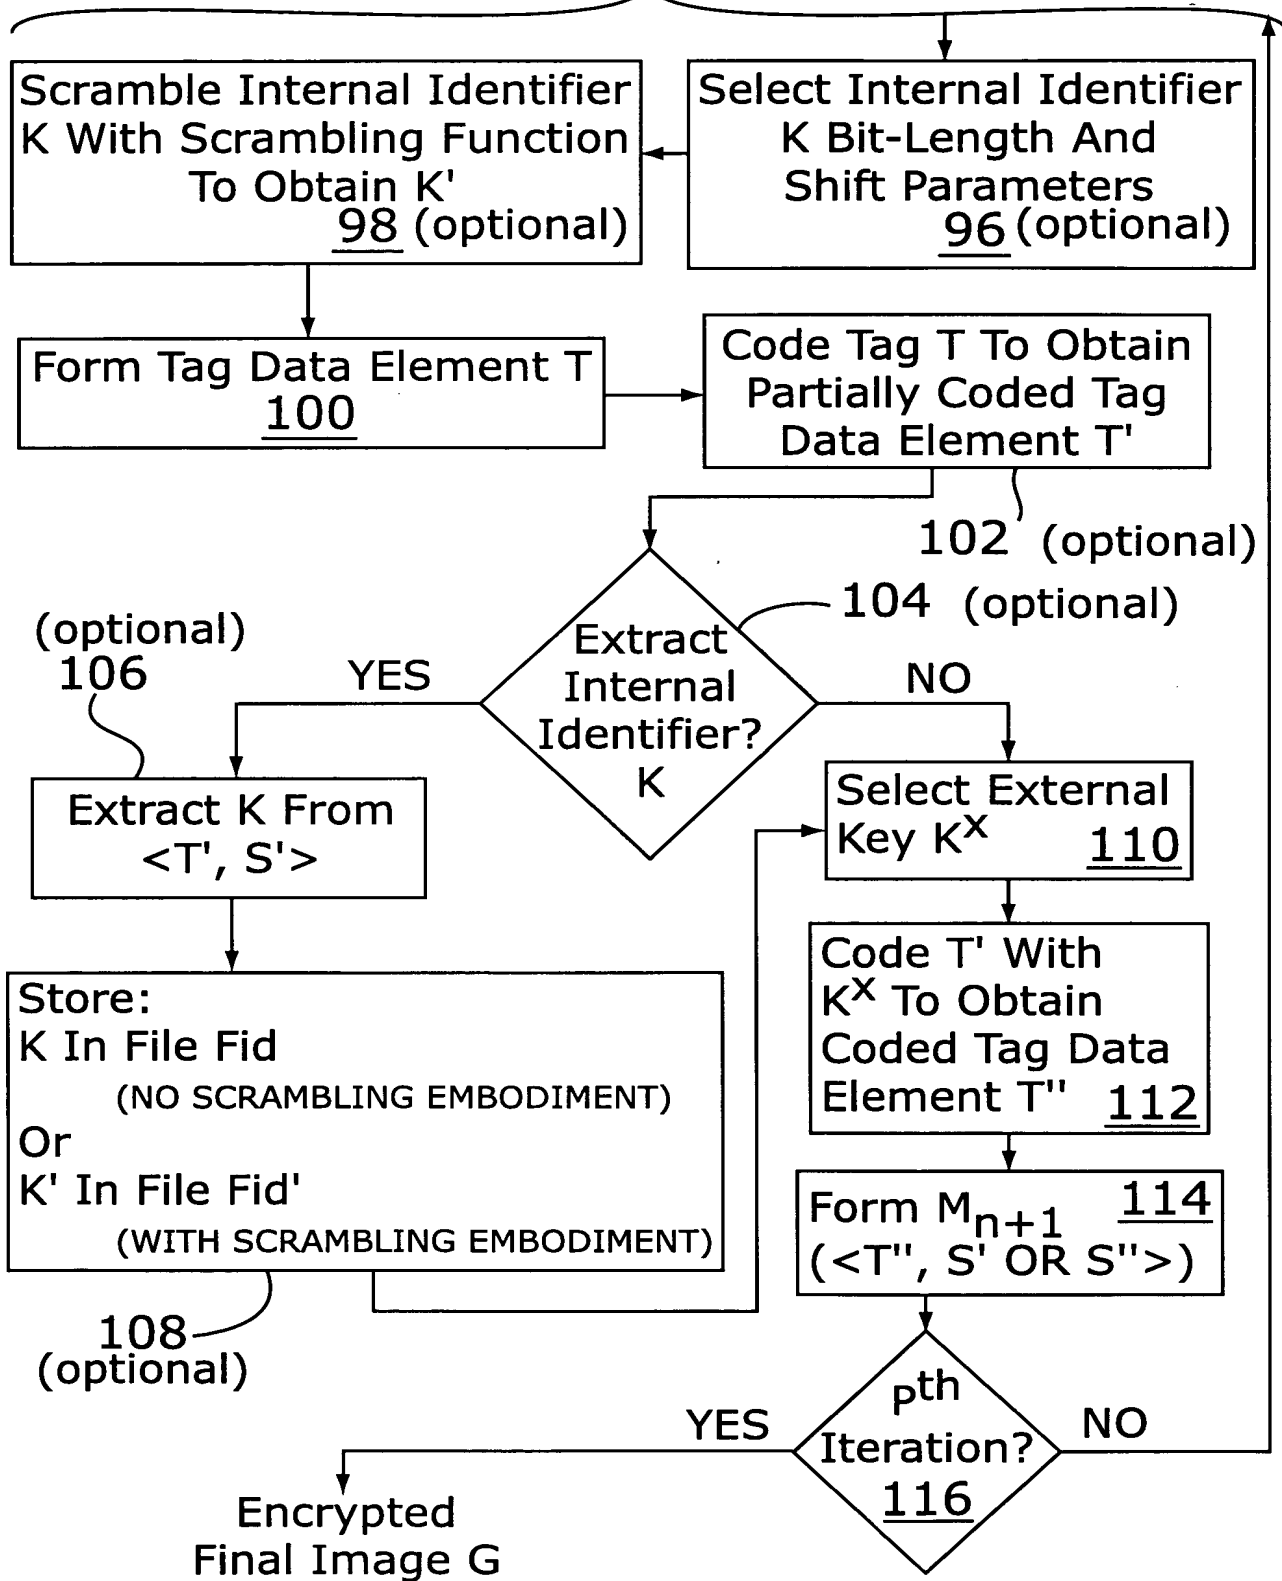 Scramble Internal Identifier
K With Scrambling Function
To Obtain K'
98 (optional)
Select Internal Identifier
K Bit-Length And
Shift Parameters
96 (optional)
Form Tag Data Element T
100
Code Tag T To Obtain
Partially Coded Tag
Data Element T'
102 (optional)
104 (optional)
Extract
Internal
Identifier?
K
YES
NO
(optional)
106
Extract K From
<T', S'>
Select External
Key Kx
110
Store:
K In File Fid
(NO SCRAMBLING EMBODIMENT)
Or
K' In File Fid'
(WITH SCRAMBLING EMBODIMENT)
108
(optional)
Code T' With
Kx To Obtain
Coded Tag Data
Element T'' 112
114
Form Mn+1
(<T'', S' OR S''>)
pth
Iteration?
116
YES
NO
Encrypted
Final Image G